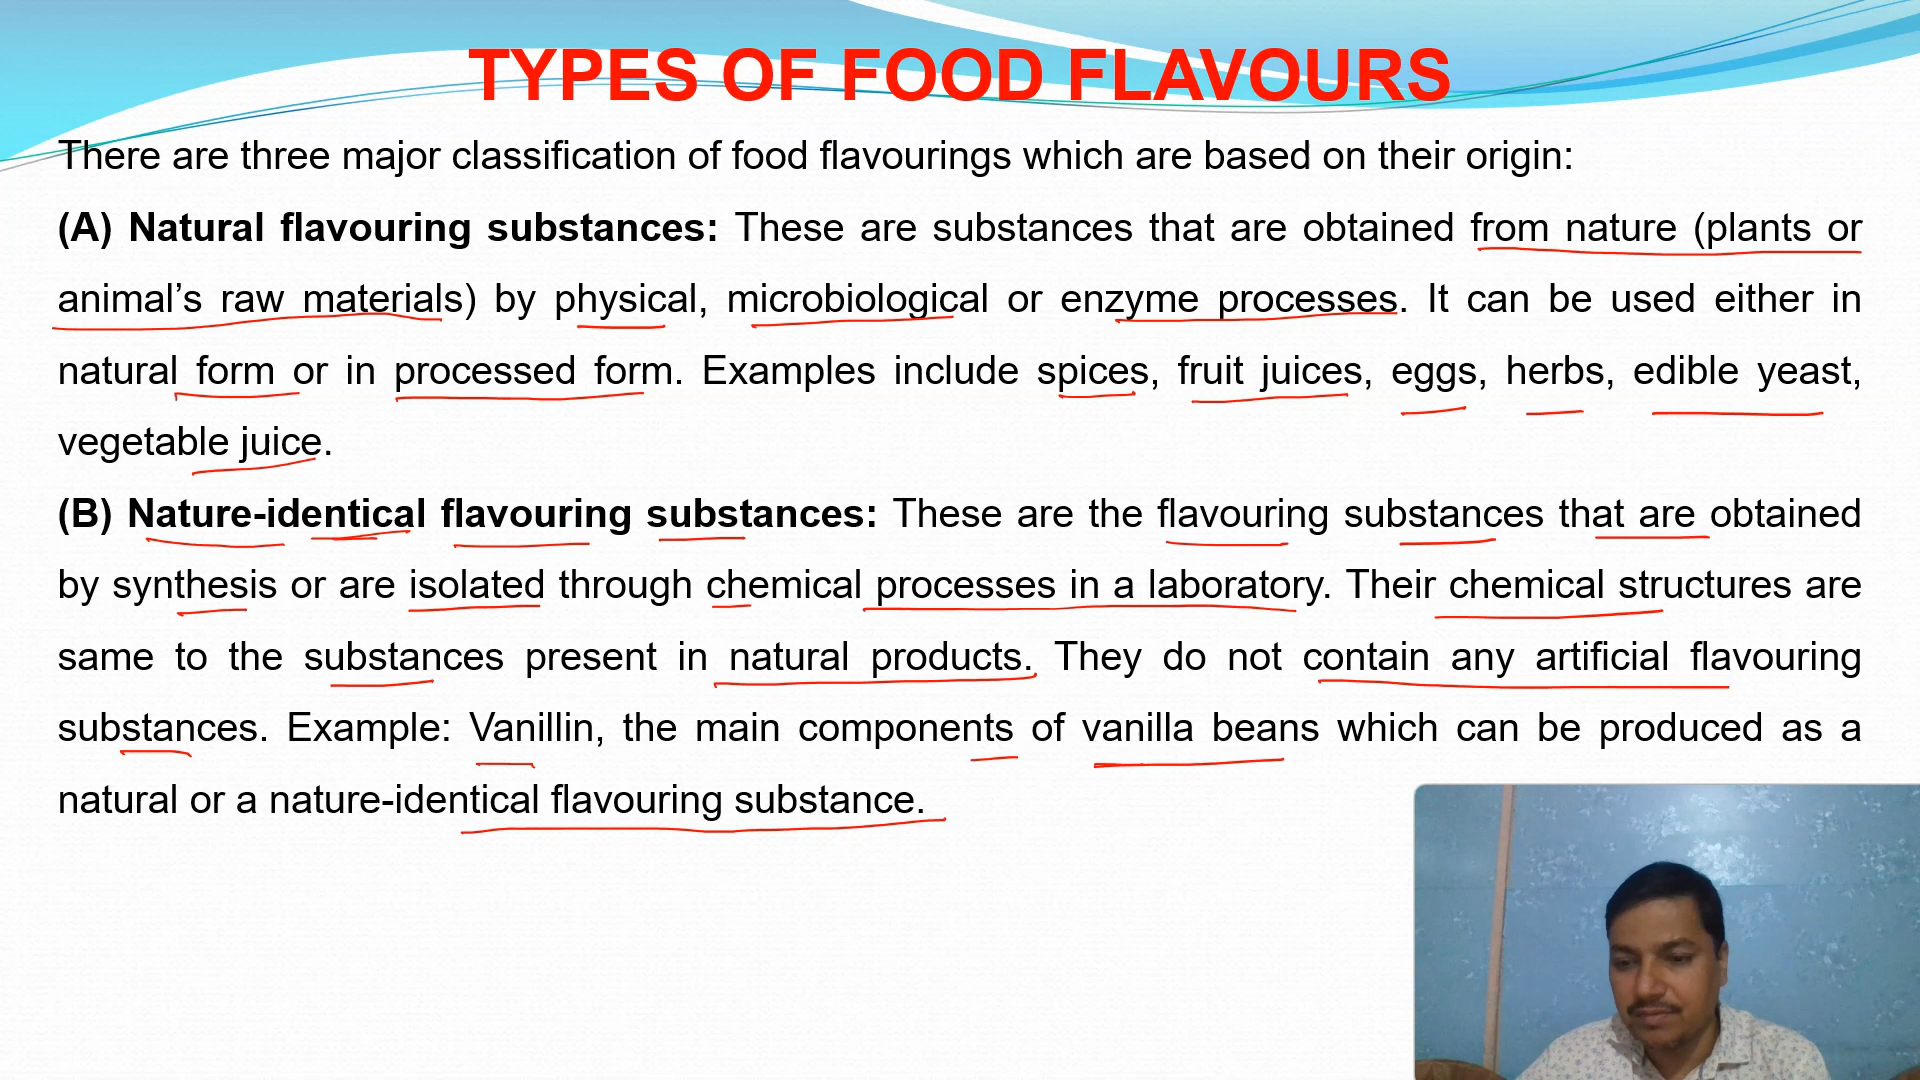 TYPES OF FOOD FLAVOURS
There are three major classification of food flavourings which are based on their origin:
(A) Natural flavouring substances: These are substances that are obtained from nature (plants or
animal’s raw materials) by physical, microbiological or enzyme processes. It can be used either in
natural form or in processed form. Examples include spices, fruit juices, eggs, herbs, edible yeast,
vegetable juice.
(B) Nature-identical flavouring substances: These are the flavouring substances that are obtained
by synthesis or are isolated through chemical processes in a laboratory. Their chemical structures are
same to the substances present in natural products. They do not contain any artificial flavouring
substances. Example: Vanillin, the main components of vanilla beans which can be produced as a
natural or a nature-identical flavouring substance.